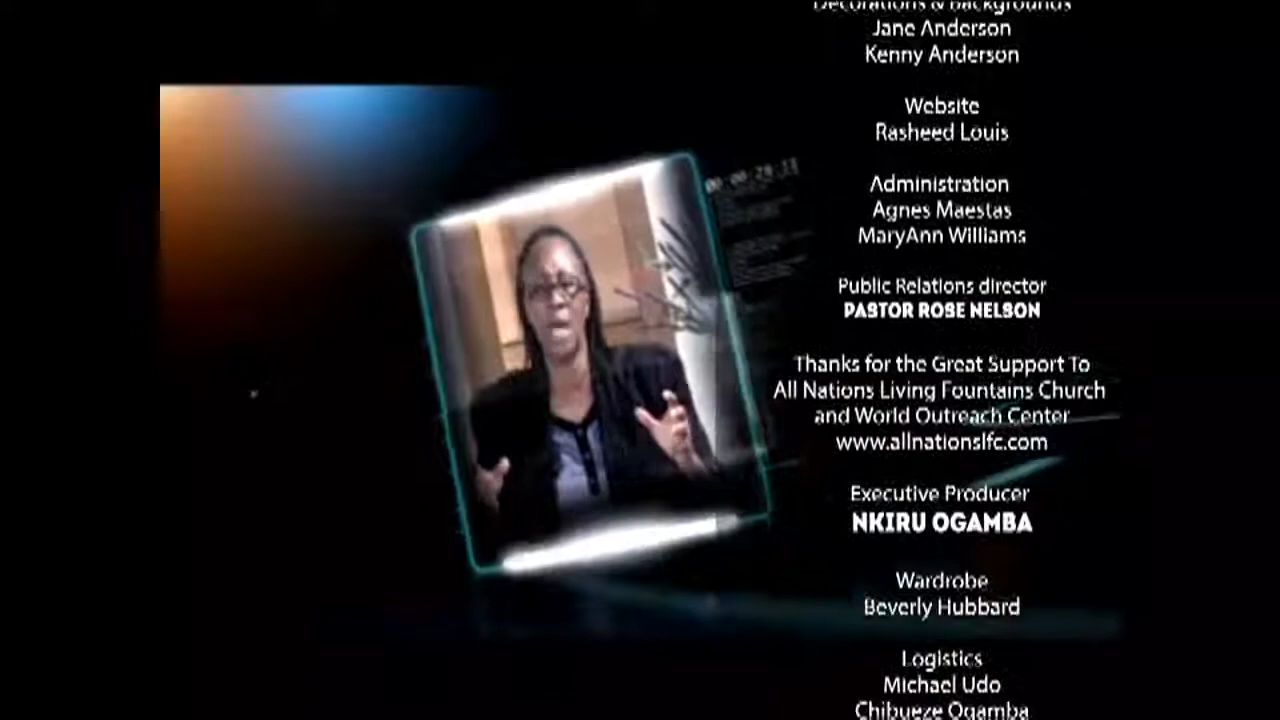 Decorations & Backgrounds
Jane Anderson
Kenny Anderson
Website
Rasheed Louis
Administration
Agnes Maestas
MaryAnn Williams
Public Relations director
PASTOR ROSE NELSON
Thanks for the Great Support To
All Nations Living Fountains Church
and World Outreach Center
www.allnationslfc.com
Executive Producer
NKIRU OGAMBA
Wardrobe
Beverly Hubbard
Logistics
Michael Udo
Chibueze Ogamba